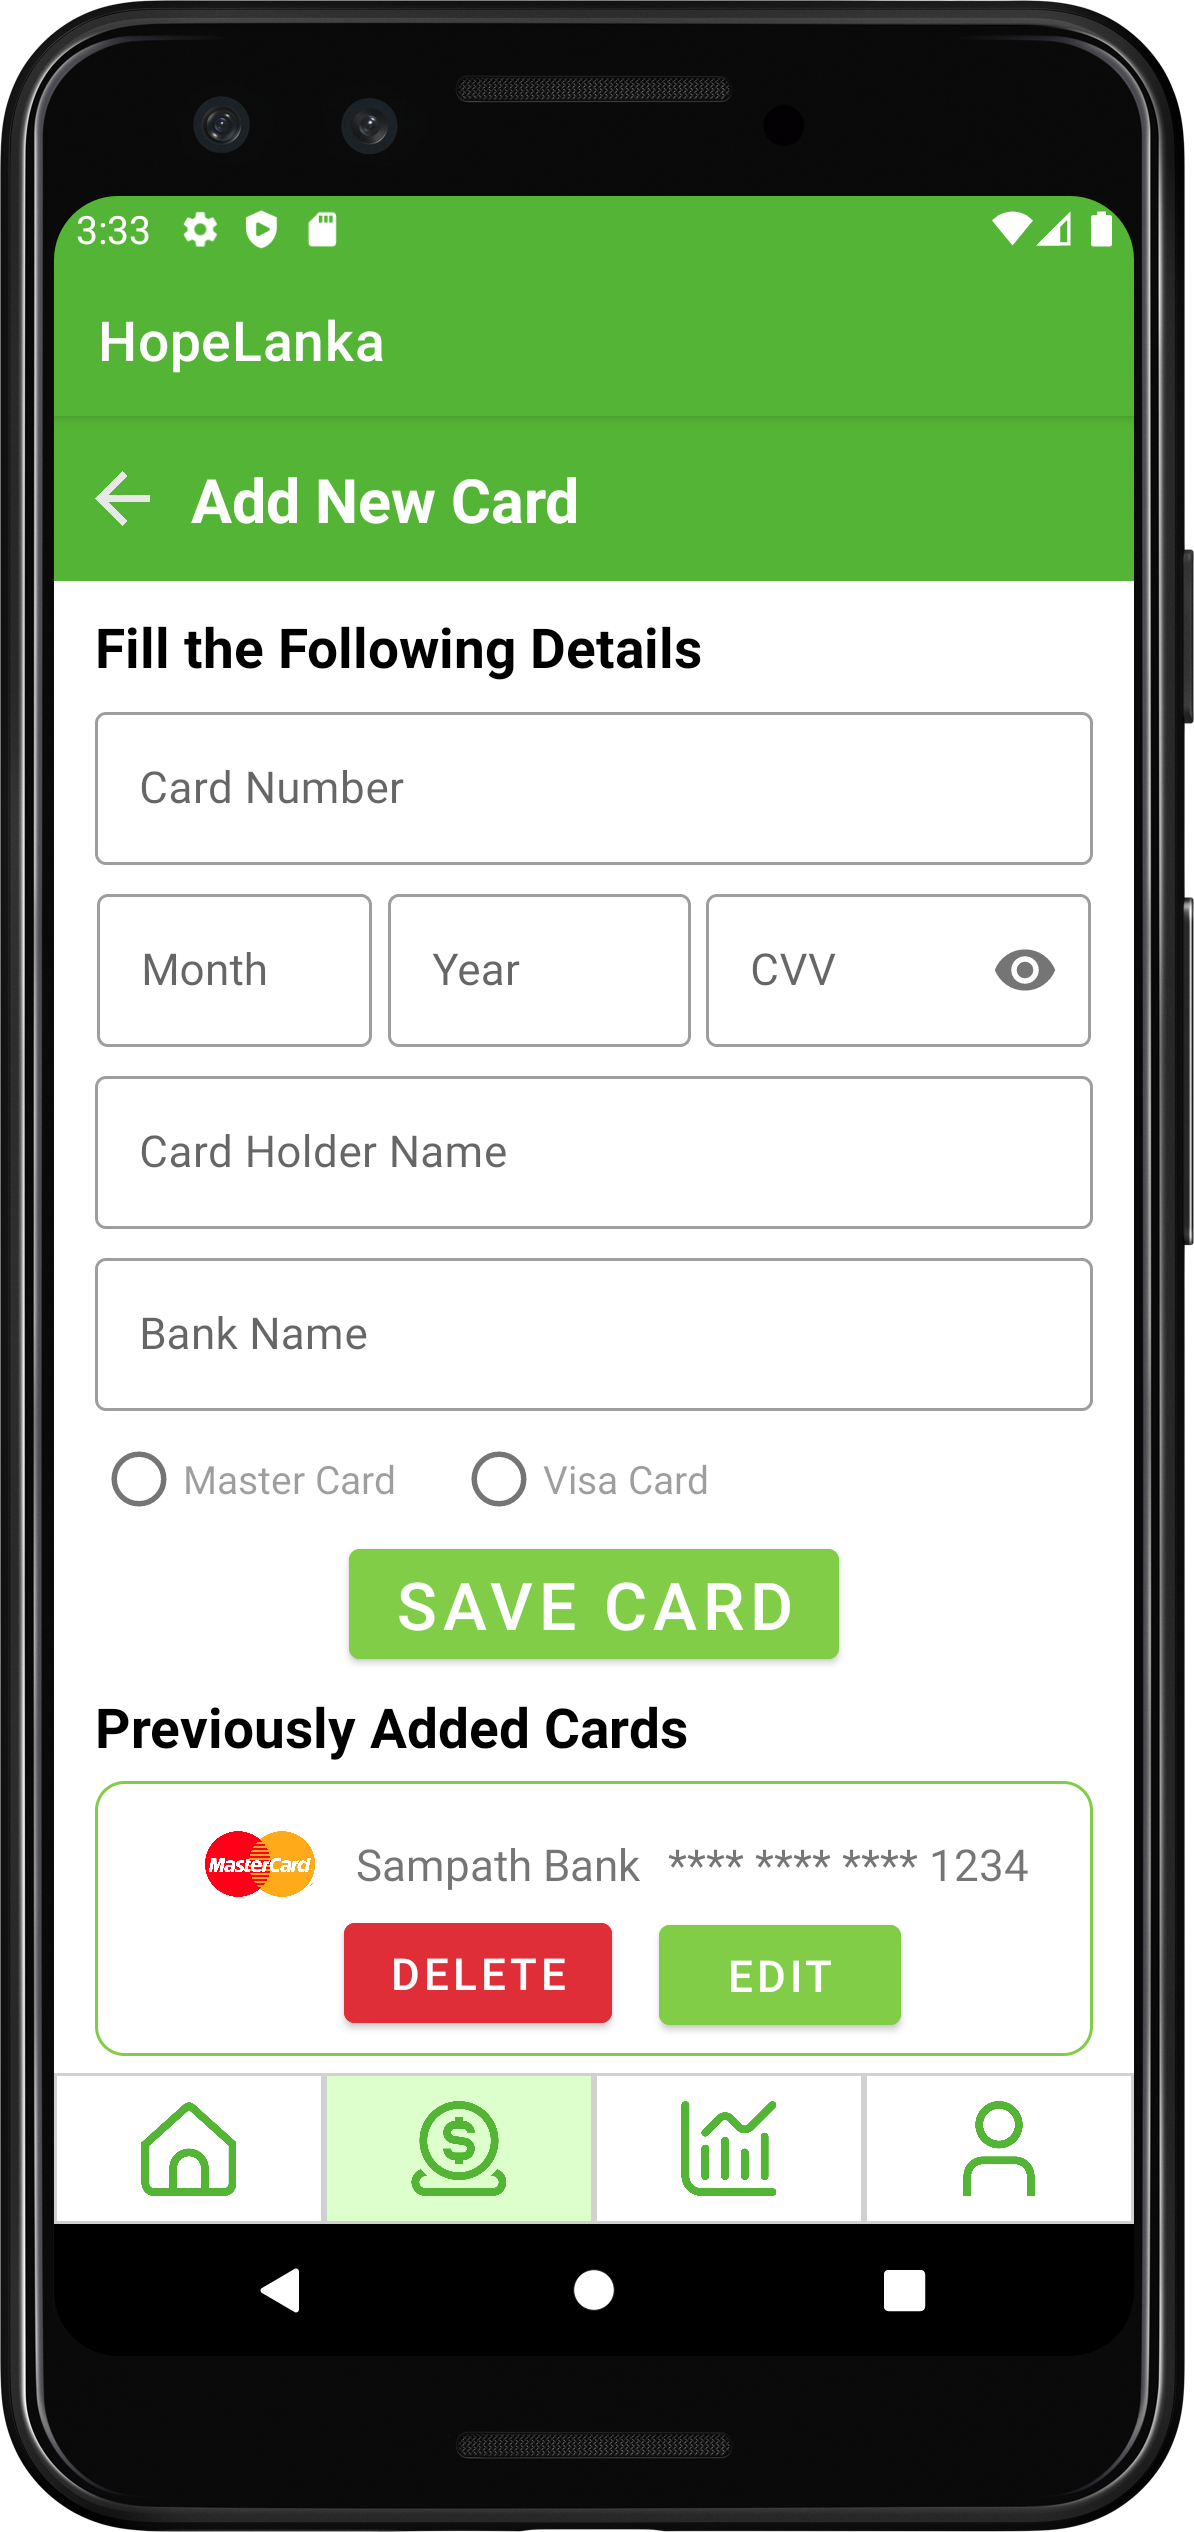 3:33
HopeLanka
Add New Card
Fill the Following Details
Card Number
Month Year CVV
Card Holder Name
Bank Name
Master Card Visa Card
SAVE CARD
Previously Added Cards
MasterCard Sampath Bank **** **** **** 1234
DELETE EDIT